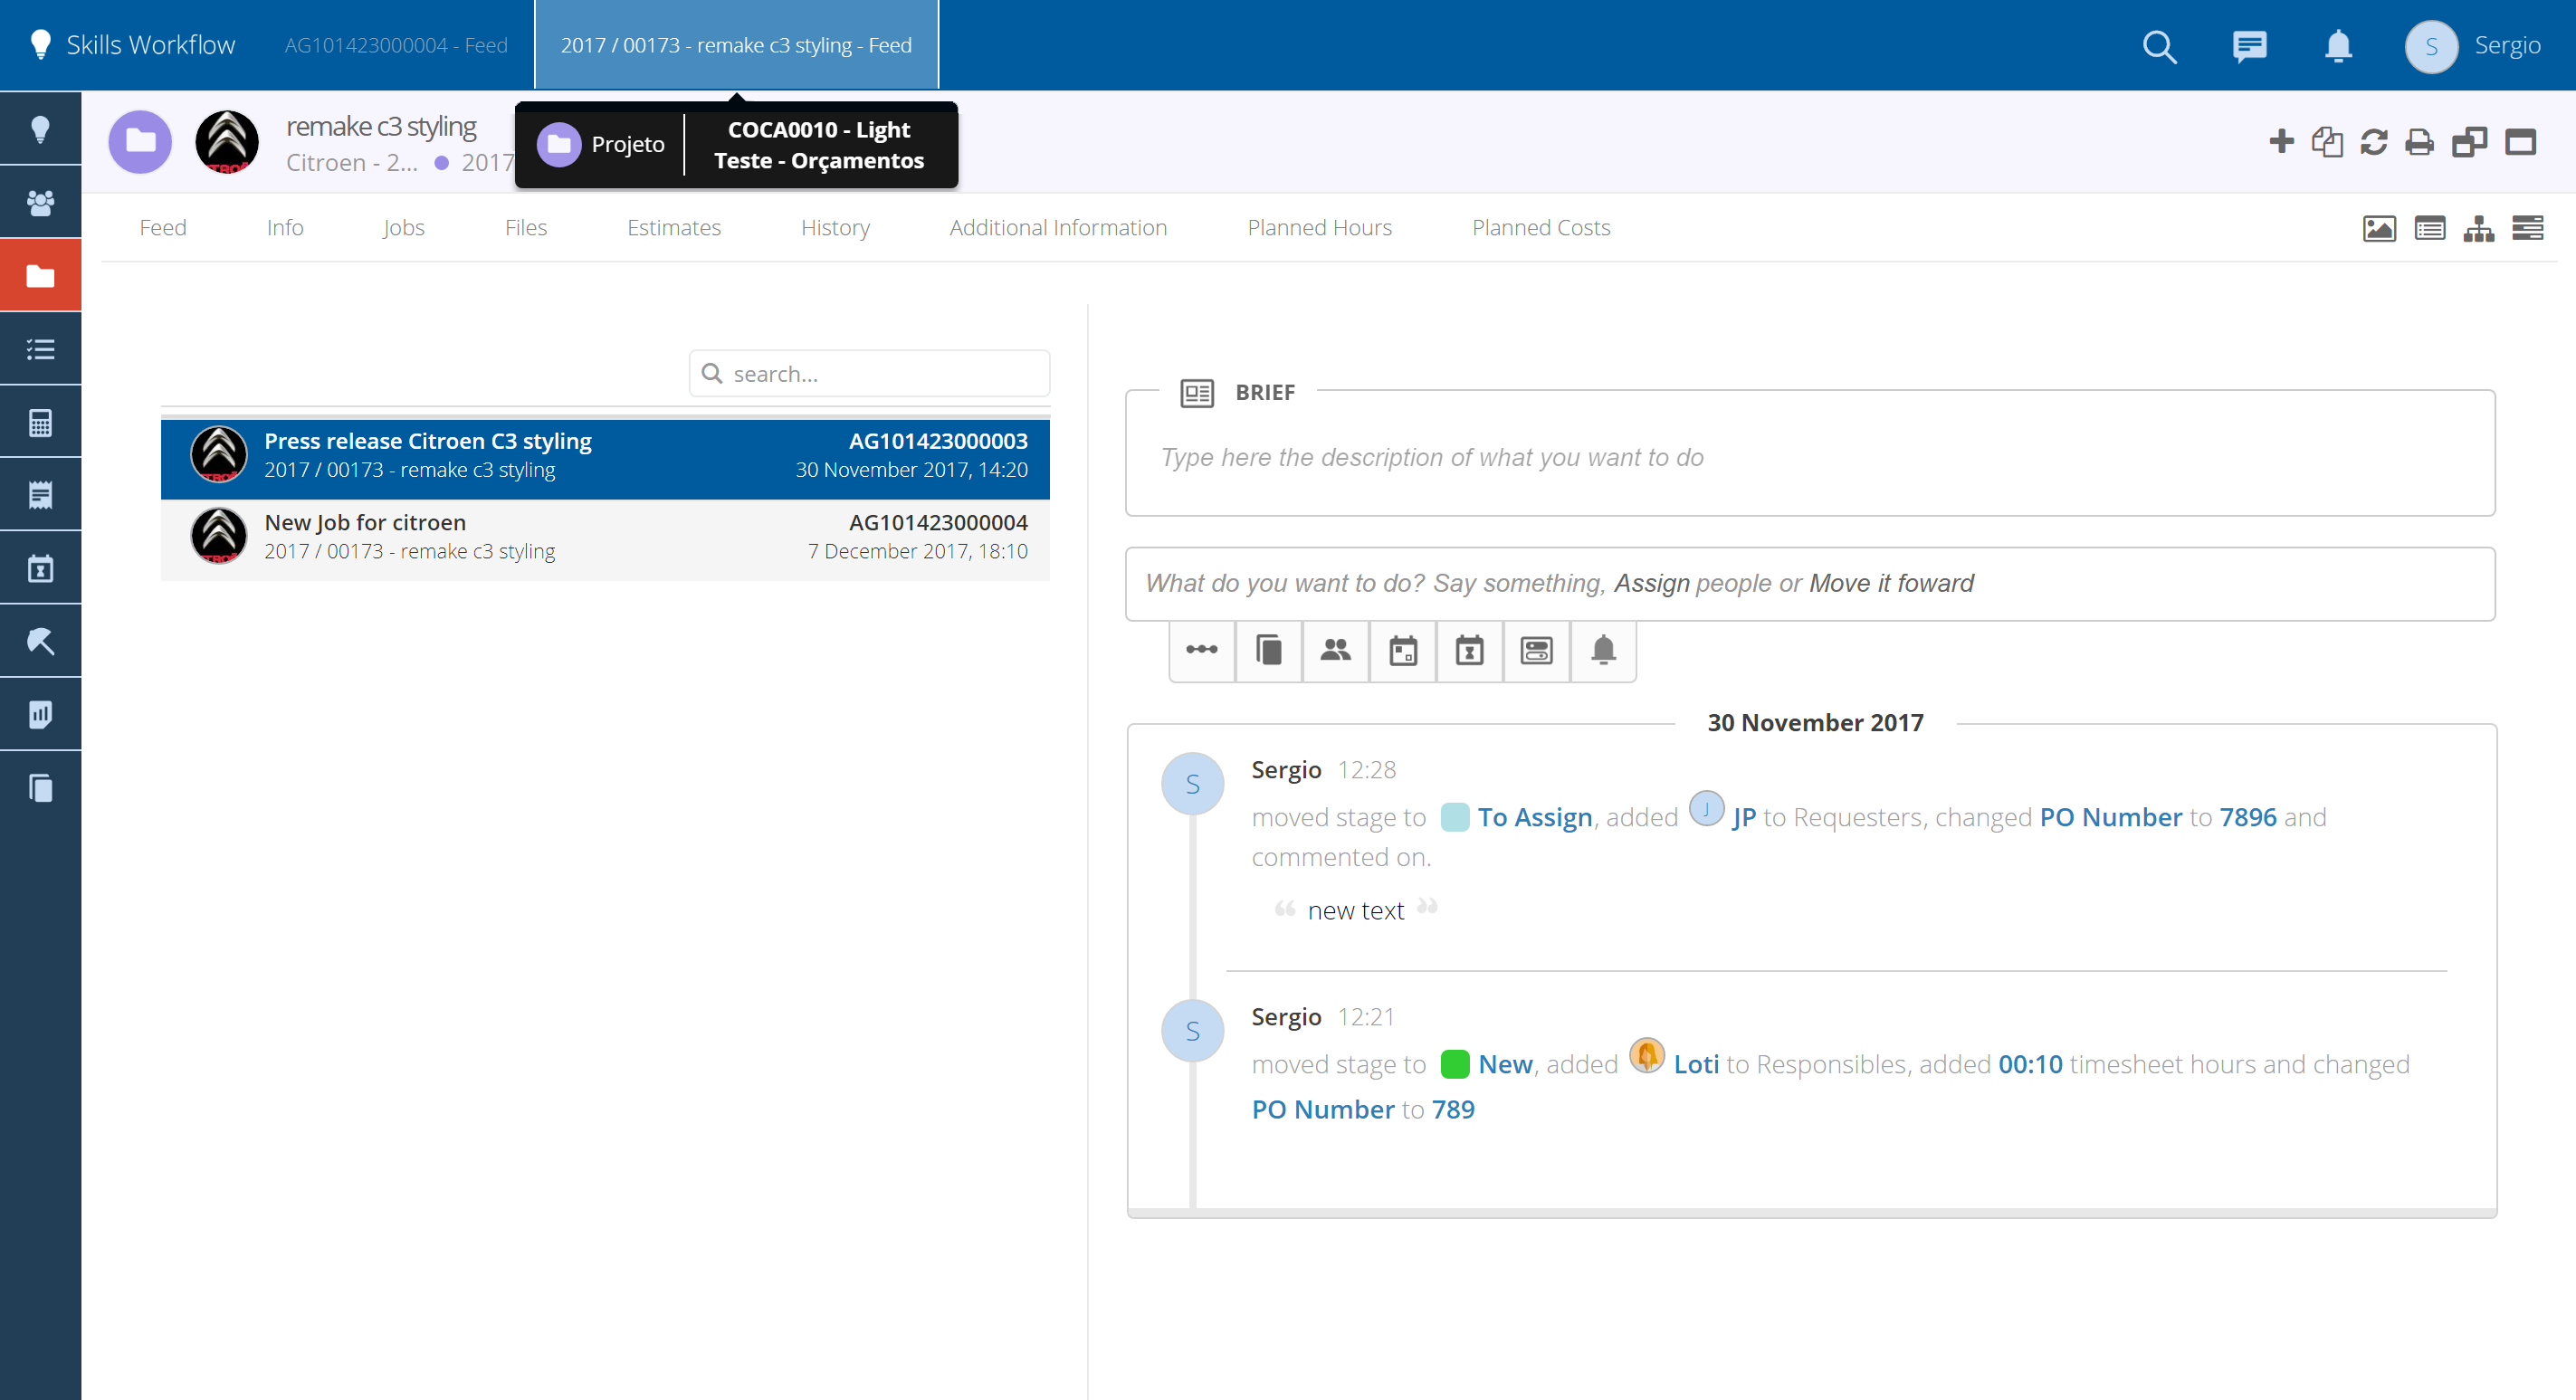 Skills Workflow
AG101423000004 - Feed
2017 / 00173 - remake c3 styling - Feed
S
Sergio
remake c3 styling
Citroen - 2... 2017
Projeto
COCA0010 - Light
Teste - Orçamentos
Feed
Info
Jobs
Files
Estimates
History
Additional Information
Planned Hours
Planned Costs
search...
Press release Citroen C3 styling
AG101423000003
2017 / 00173 - remake c3 styling
30 November 2017, 14:20
New Job for citroen
AG101423000004
2017 / 00173 - remake c3 styling
7 December 2017, 18:10
BRIEF
Type here the description of what you want to do
What do you want to do? Say something, Assign people or Move it foward
30 November 2017
S
Sergio 12:28
moved stage to To Assign, added J JP to Requesters, changed PO Number to 7896 and
commented on.
“ new text ”
S
Sergio 12:21
moved stage to New, added Loti to Responsibles, added 00:10 timesheet hours and changed
PO Number to 789